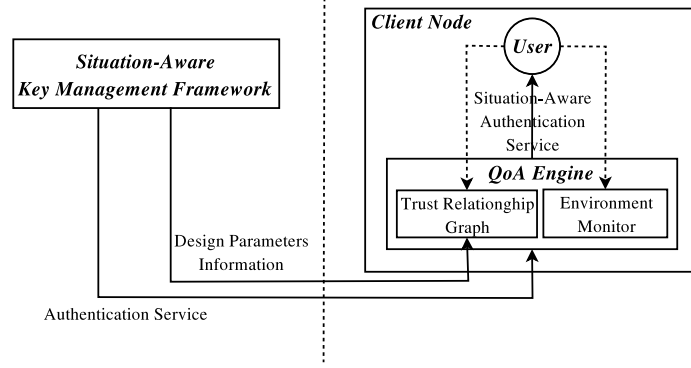 Situation-Aware
Key Management Framework
Client Node
User
Situation-Aware
Authentication
Service
QoA Engine
Trust Relationghip
Graph
Environment
Monitor
Design Parameters
Information
Authentication Service